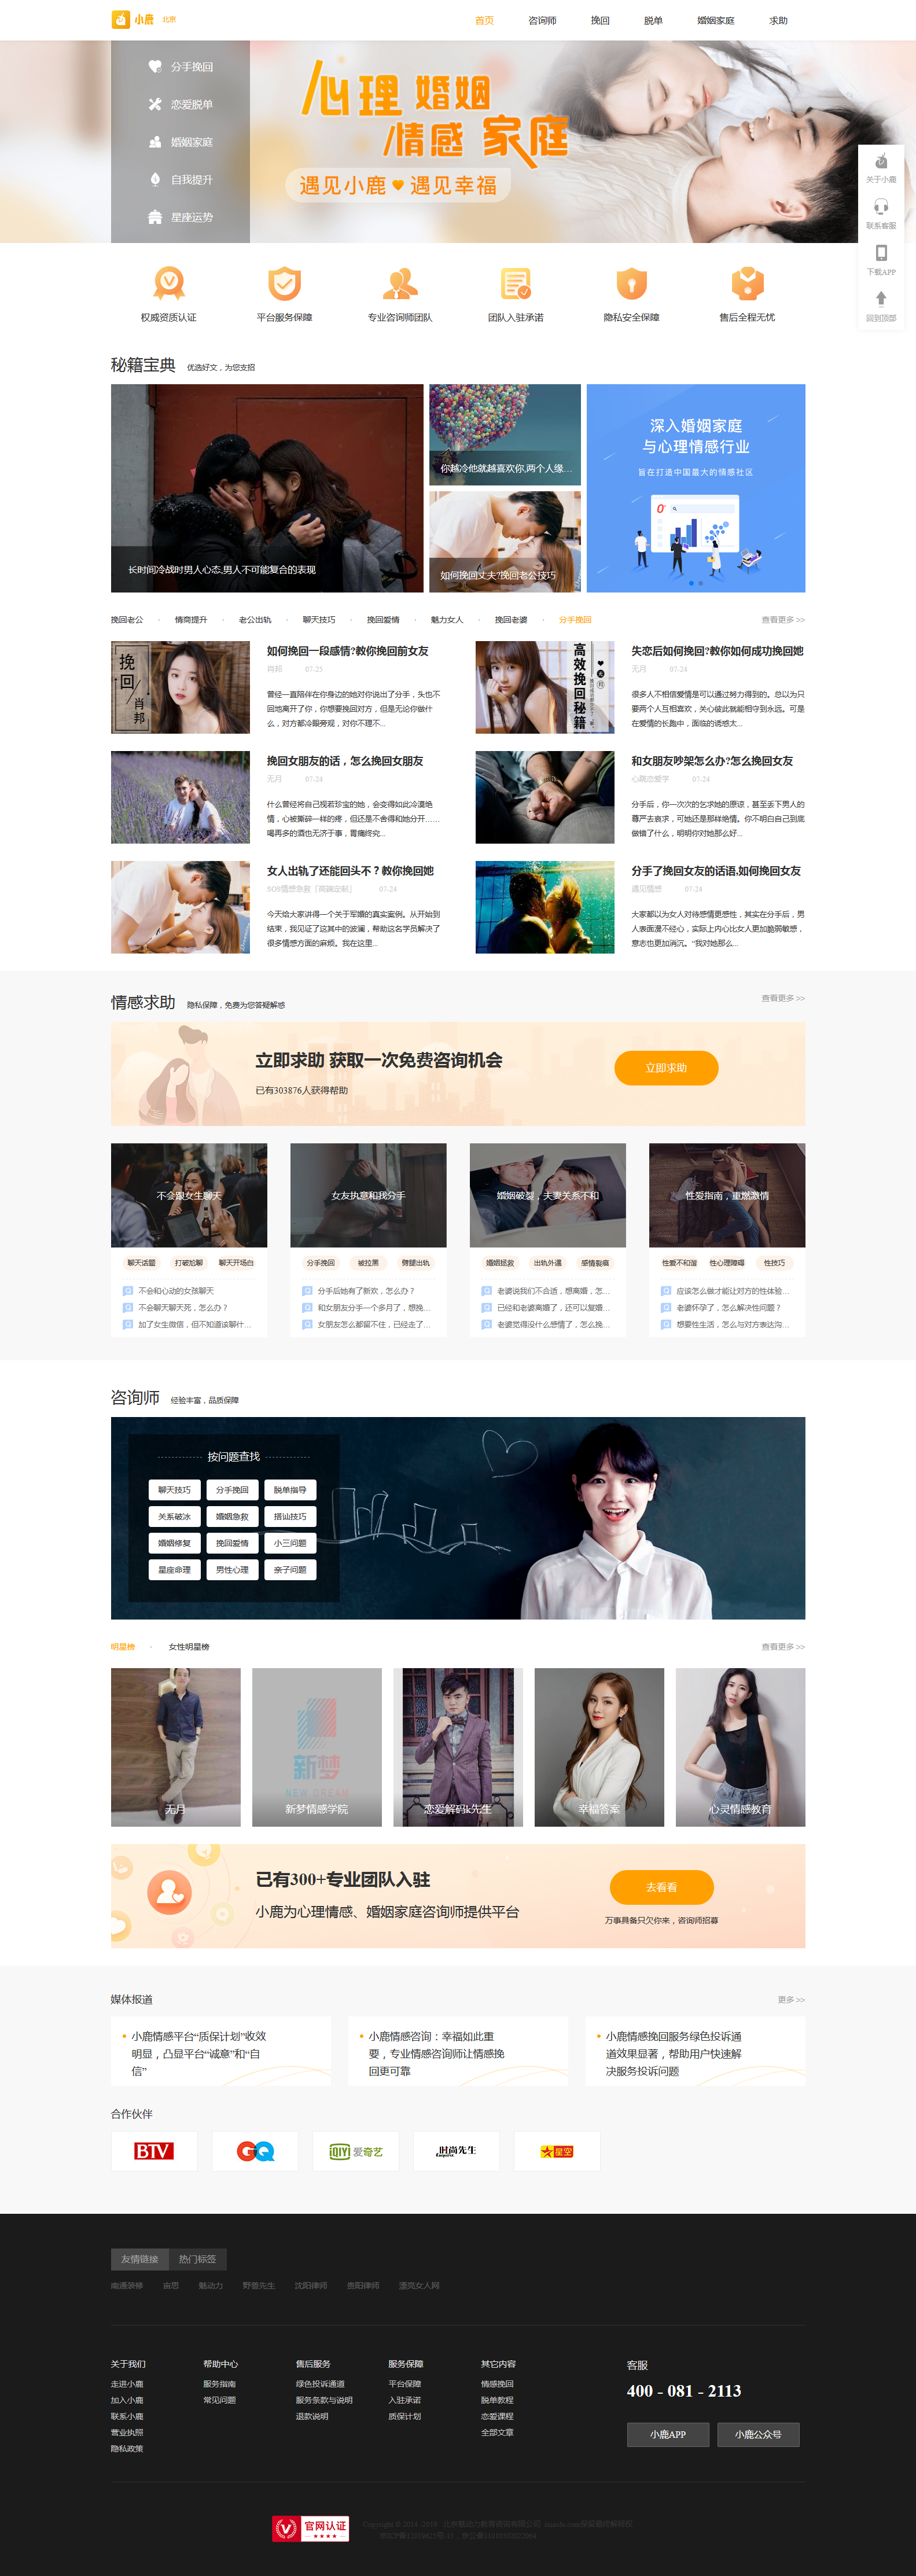 小鹿 北京
首页 咨询师 挽回 脱单 婚姻家庭 求助
分手挽回
恋爱脱单
婚姻家庭
自我提升
星座运势
心理 婚姻
情感 家庭
遇见小鹿 遇见幸福
关于小鹿
联系客服
下载APP
回到顶部
权威资质认证 平台服务保障 专业咨询师团队 团队入驻承诺 隐私安全保障 售后全程无忧
秘籍宝典 优选好文，为您支招
长时间冷战时男人心态,男人不可能复合的表现
你越冷他就越喜欢你,两个人缘...
如何挽回丈夫?挽回老公技巧
深入婚姻家庭
与心理情感行业
旨在打造中国最大的情感社区
挽回老公 · 情商提升 · 老公出轨 · 聊天技巧 · 挽回爱情 · 魅力女人 · 挽回老婆 · 分手挽回 查看更多 >>
挽回
肖邦
如何挽回一段感情?教你挽回前女友
肖邦 07-25
曾经一直陪伴在你身边的她对你说出了分手，头也不
回地离开了你，你想要挽回对方，但是无论你做什
么，对方都冷眼旁观，对你不理不...
高效挽回秘籍
无月
失恋后如何挽回?教你如何成功挽回她
无月 07-24
很多人不相信爱情是可以通过努力得到的。总以为只
要两个人互相喜欢，关心彼此就能相守到永远。可是
在爱情的长跑中，面临的诱惑太...
挽回女朋友的话，怎么挽回女朋友
无月 07-24
什么曾经将自己视若珍宝的她，会变得如此冷漠绝
情，心被撕碎一样的疼，但还是不舍得和她分开……
喝再多的酒也无济于事，胃痛终究...
和女朋友吵架怎么办?怎么挽回女友
心跳恋爱学 07-24
分手后，你一次次的乞求她的原谅，甚至丢下男人的
尊严去哀求，可她还是那样绝情。你不明白自己到底
做错了什么，明明你对她那么好...
女人出轨了还能回头不？教你挽回她
SOS情感急救「高端定制」 07-24
今天给大家讲得一个关于军婚的真实案例。从开始到
结束，我见证了这其中的波澜，帮助这名学员解决了
很多情感方面的麻烦。我在这里...
分手了挽回女友的话语,如何挽回女友
遇见情感 07-24
大家都以为女人对待感情更感性，其实在分手后，男
人表面漫不经心，实际上内心比女人更加脆弱敏感，
意志也更加消沉。“我对她那么...
情感求助 隐私保障，免费为您答疑解惑 查看更多 >>
立即求助 获取一次免费咨询机会
已有303876人获得帮助
立即求助
不会跟女生聊天
聊天话题 打破尬聊 聊天开场白
不会和心动的女孩聊天
不会聊天聊天死，怎么办？
加了女生微信，但不知道该聊什...
女友执意和我分手
分手挽回 被拉黑 劈腿出轨
分手后她有了新欢，怎么办？
和女朋友分手一个多月了，想挽...
女朋友怎么都留不住，已经走了...
婚姻破裂，夫妻关系不和
婚姻拯救 出轨外遇 感情裂痕
老婆说我们不合适，想离婚，怎...
已经和老婆离婚了，还可以复婚...
老婆觉得没什么感情了，怎么挽...
性爱指南，重燃激情
性爱不和谐 性心理障碍 性技巧
应该怎么做才能让对方的性体验...
老婆怀孕了，怎么解决性问题？
想要性生活，怎么与对方表达沟...
咨询师 经验丰富，品质保障
按问题查找
聊天技巧 分手挽回 脱单指导
关系破冰 婚姻急救 搭讪技巧
婚姻修复 挽回爱情 小三问题
星座命理 男性心理 亲子问题
明星榜 · 女性明星榜 查看更多 >>
无月
新梦
NEW DREAM
新梦情感学院
恋爱解码k先生
幸福答案
心灵情感教育
已有300+专业团队入驻
小鹿为心理情感、婚姻家庭咨询师提供平台
去看看
万事具备只欠你来，咨询师招募
媒体报道 更多 >>
小鹿情感平台“质保计划”收效
明显，凸显平台“诚意”和“自
信”
小鹿情感咨询：幸福如此重
要，专业情感咨询师让情感挽
回更可靠
小鹿情感挽回服务绿色投诉通
道效果显著，帮助用户快速解
决服务投诉问题
合作伙伴
BTV
GQ
iQIYI 爱奇艺
时尚先生
Esquire
星空
友情链接 热门标签
南通装修 亩思 魅动力 野兽先生 沈阳律师 贵阳律师 漂亮女人网
关于我们
走进小鹿
加入小鹿
联系小鹿
营业执照
隐私政策
帮助中心
服务指南
常见问题
售后服务
绿色投诉通道
服务条款与说明
退款说明
服务保障
平台保障
入驻承诺
质保计划
其它内容
情感挽回
脱单教程
恋爱课程
全部文章
客服
400 - 081 - 2113
小鹿APP 小鹿公众号
官网认证